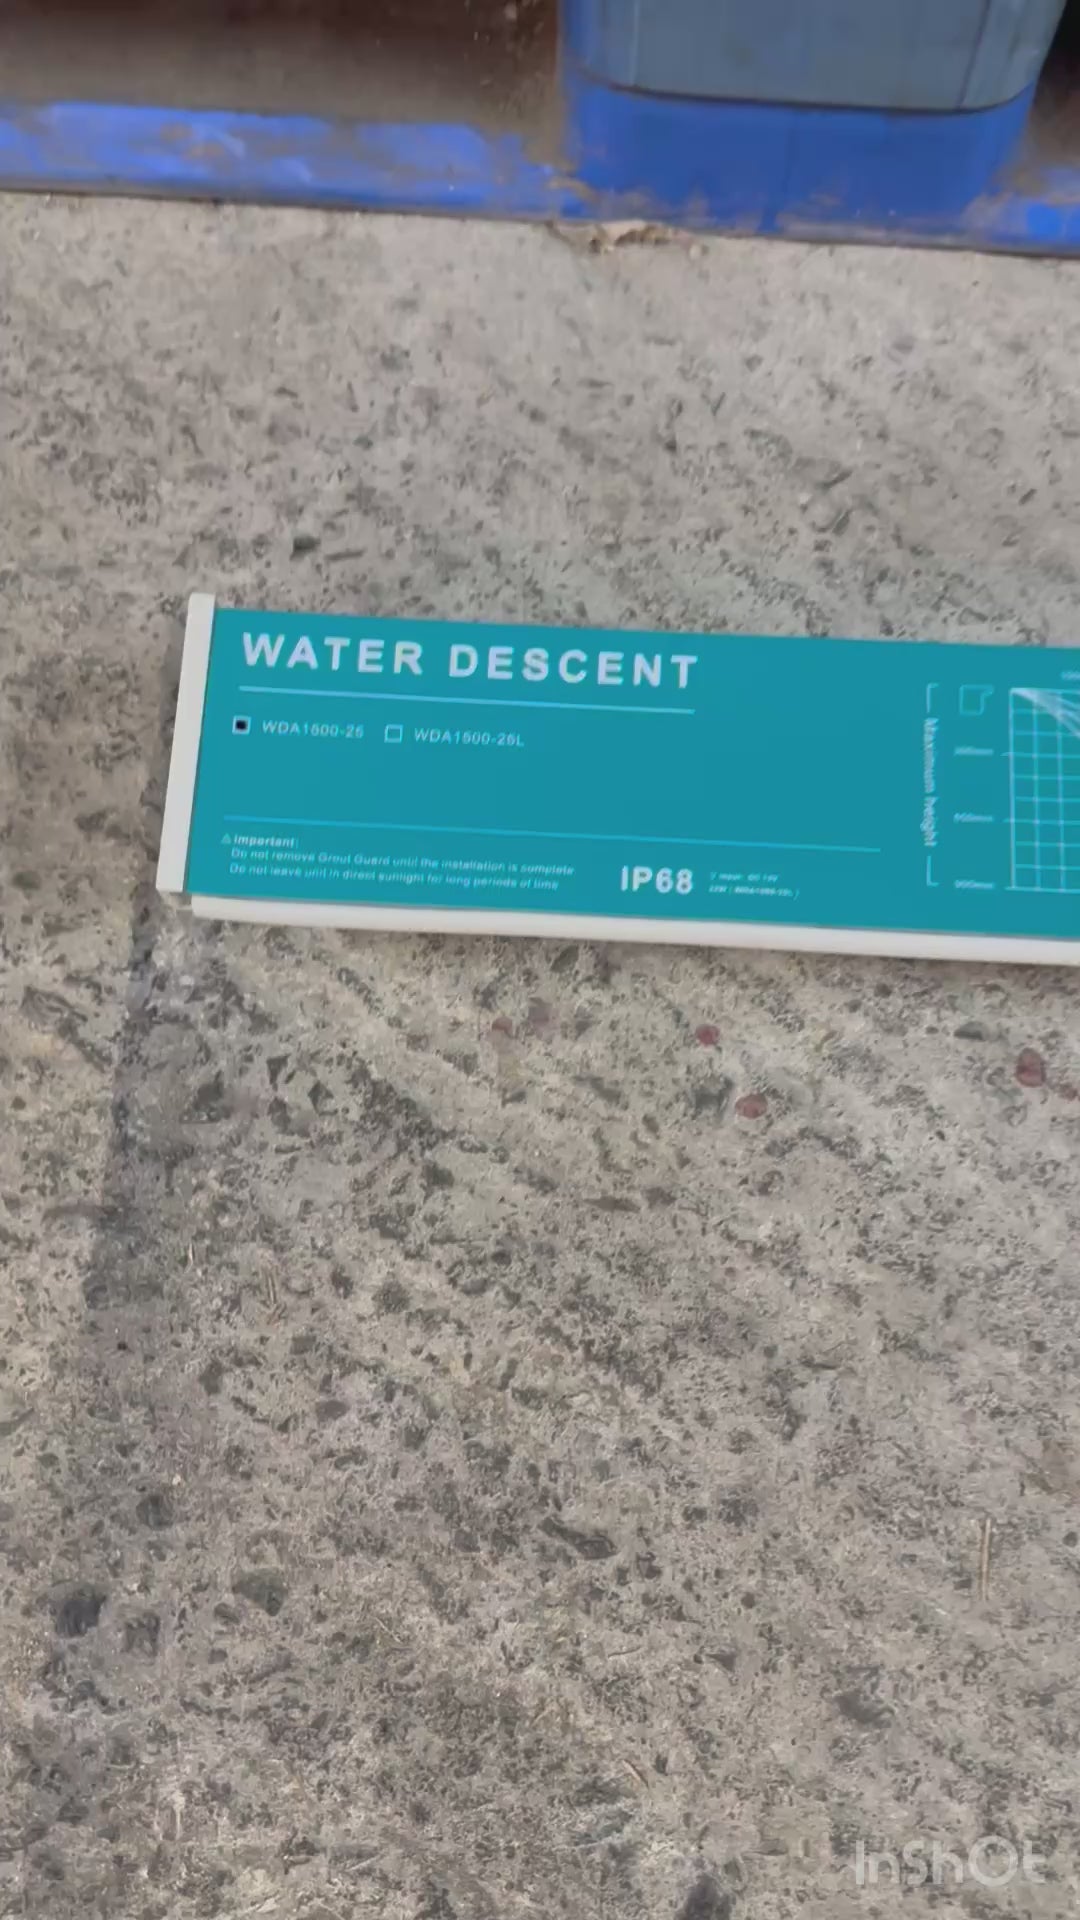 WATER DESCENT
WDA1500-25 WDA1500-25L
Important:
Do not remove Grout Guard until the installation is complete
Do not leave unit in direct sunlight for long periods of time
IP68
Maximum height
InShOt